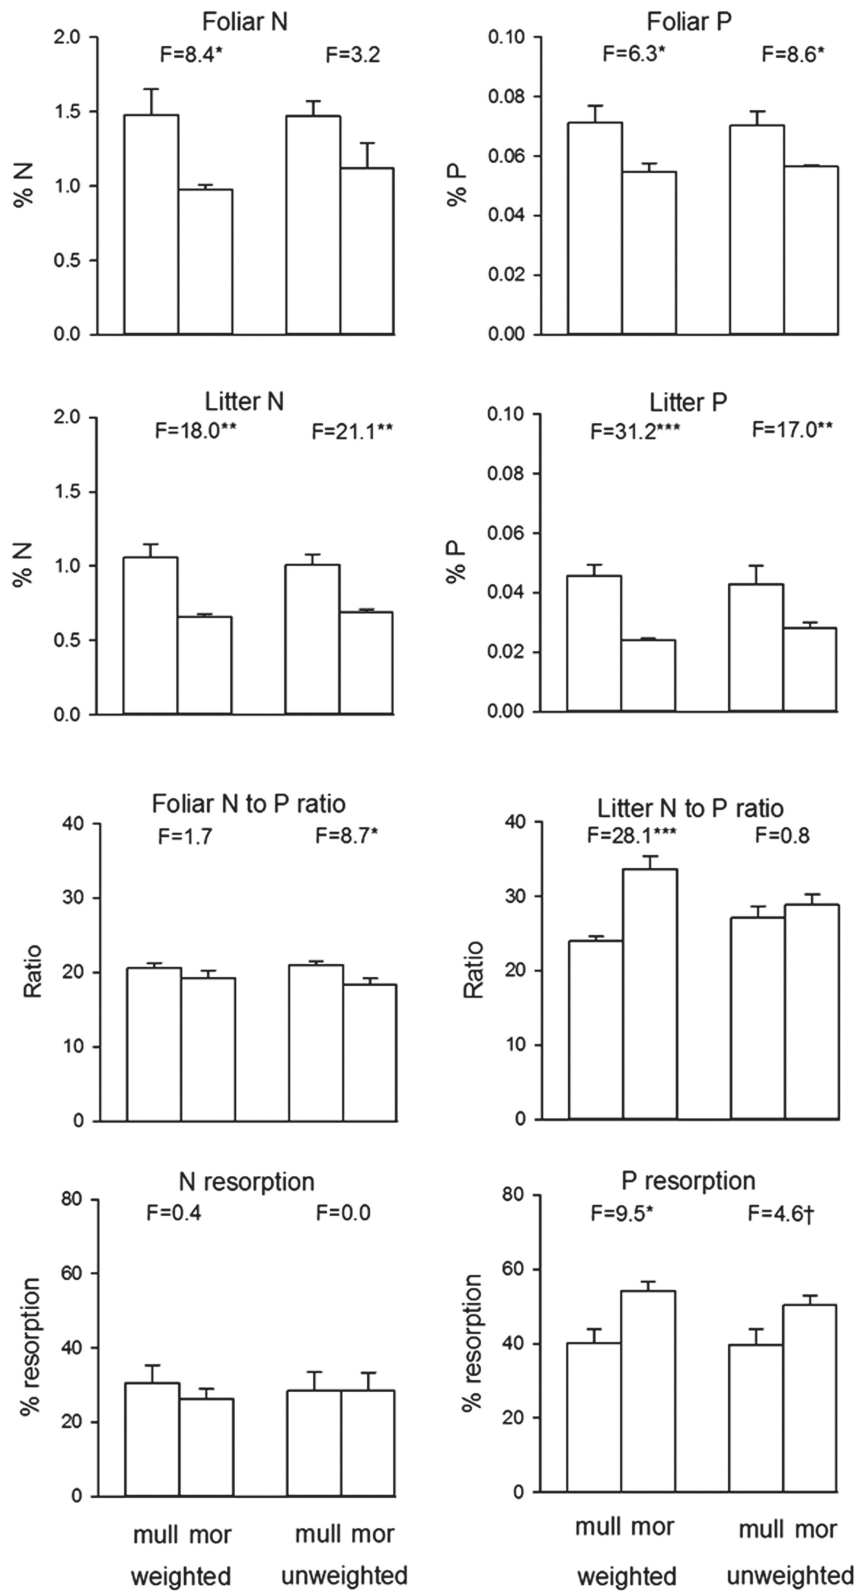 Foliar N
F=8.4* F=3.2
% N
2.0
1.5
1.0
0.5
0.0
Foliar P
F=6.3* F=8.6*
% P
0.10
0.08
0.06
0.04
0.02
0.00
Litter N
F=18.0** F=21.1**
% N
2.0
1.5
1.0
0.5
0.0
Litter P
F=31.2*** F=17.0**
% P
0.10
0.08
0.06
0.04
0.02
0.00
Foliar N to P ratio
F=1.7 F=8.7*
Ratio
40
30
20
10
0
Litter N to P ratio
F=28.1*** F=0.8
Ratio
40
30
20
10
0
N resorption
F=0.4 F=0.0
% resorption
80
60
40
20
0
mull mor mull mor
weighted unweighted
P resorption
F=9.5* F=4.6†
% resorption
80
60
40
20
0
mull mor mull mor
weighted unweighted